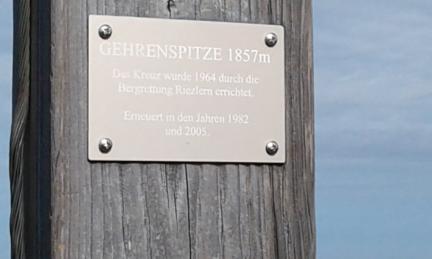 GEHRENSPITZE 1857m
Das Kreuz wurde 1964 durch die
Bergrettung Riezlern errichtet.
Erneuert in den Jahren 1982
und 2005.